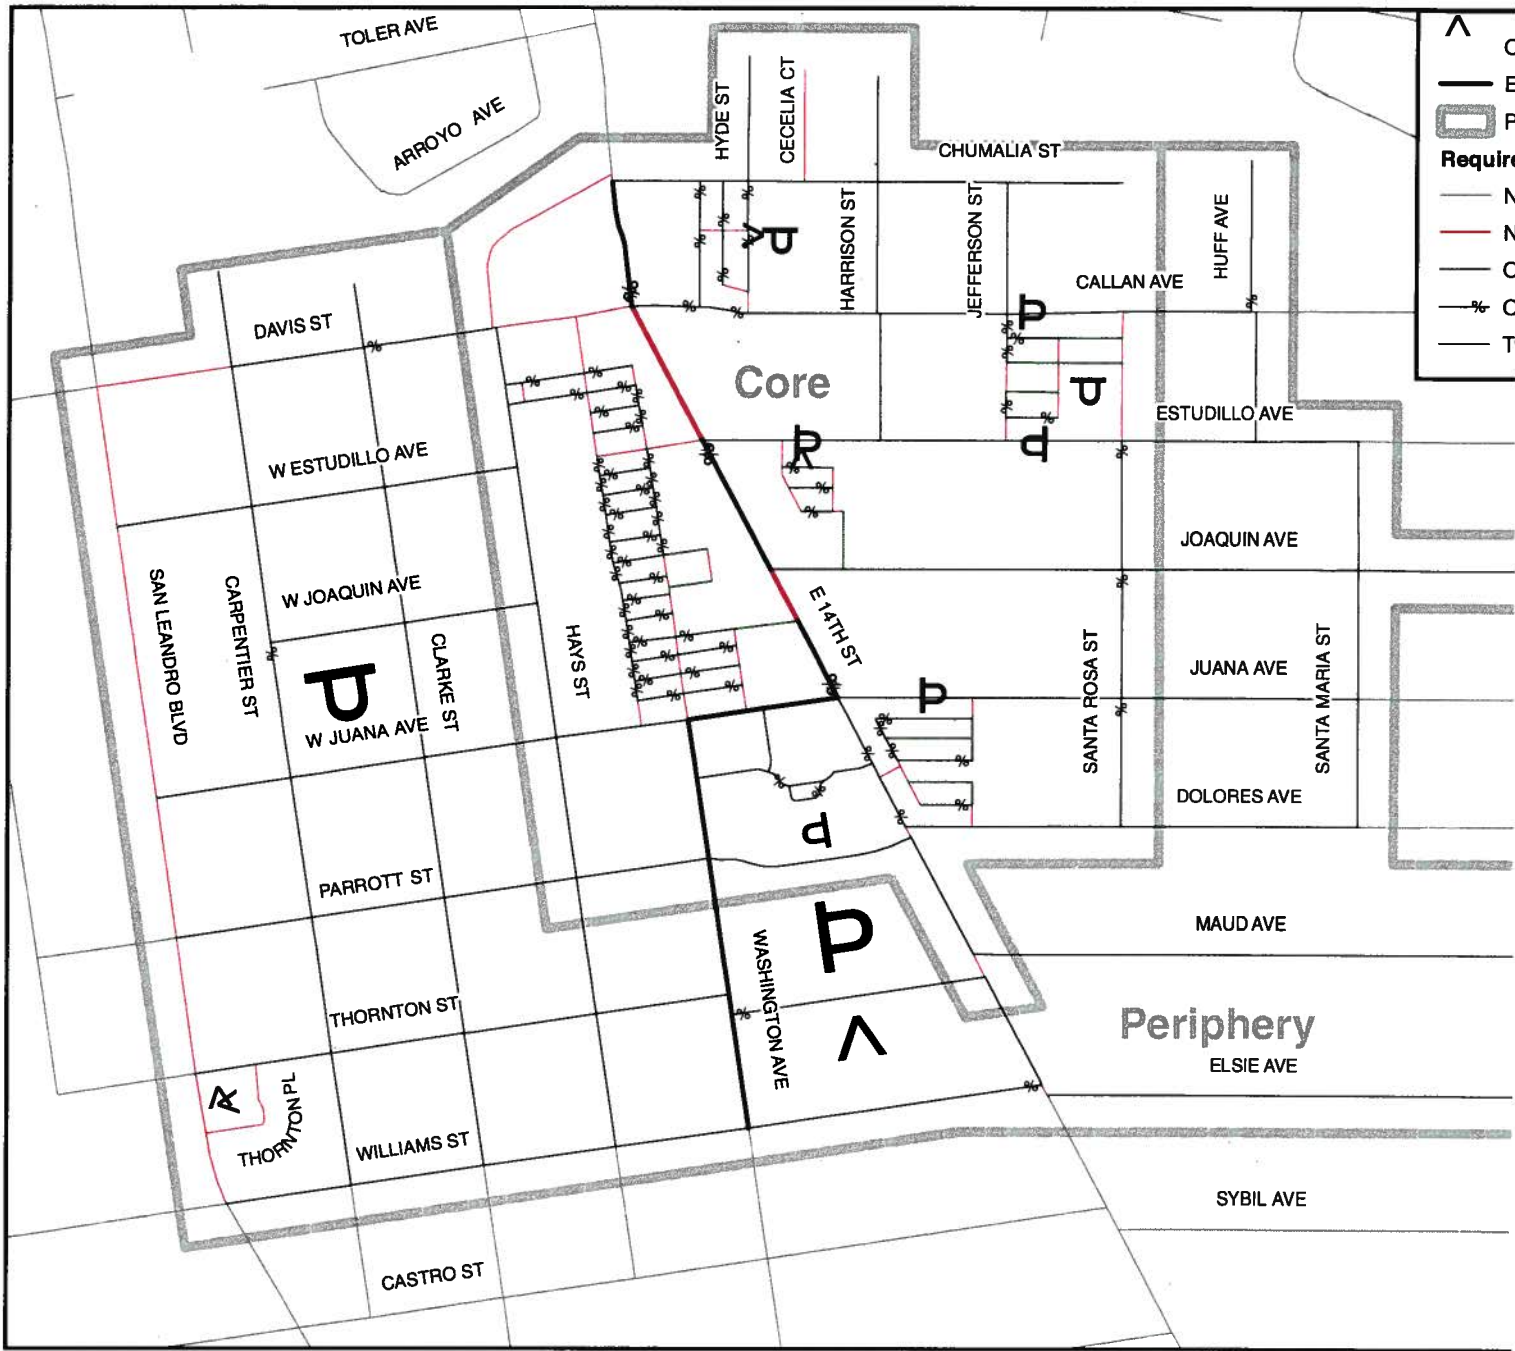 TOLER AVE
ARROYO AVE
HYDE ST
CECELIA CT
CHUMALIA ST
HARRISON ST
JEFFERSON ST
HUFF AVE
CALLAN AVE
DAVIS ST
Core
ESTUDILLO AVE
W ESTUDILLO AVE
JOAQUIN AVE
W JOAQUIN AVE
E 14TH ST
SAN LEANDRO BLVD
CARPENTIER ST
CLARKE ST
HAYS ST
SANTA ROSA ST
JUANA AVE
SANTA MARIA ST
W JUANA AVE
DOLORES AVE
PARROTT ST
MAUD AVE
WASHINGTON AVE
THORNTON ST
Periphery
ELSIE AVE
THORNTON PL
WILLIAMS ST
SYBIL AVE
CASTRO ST
C
E
P
Require
N
N
O
% C
T